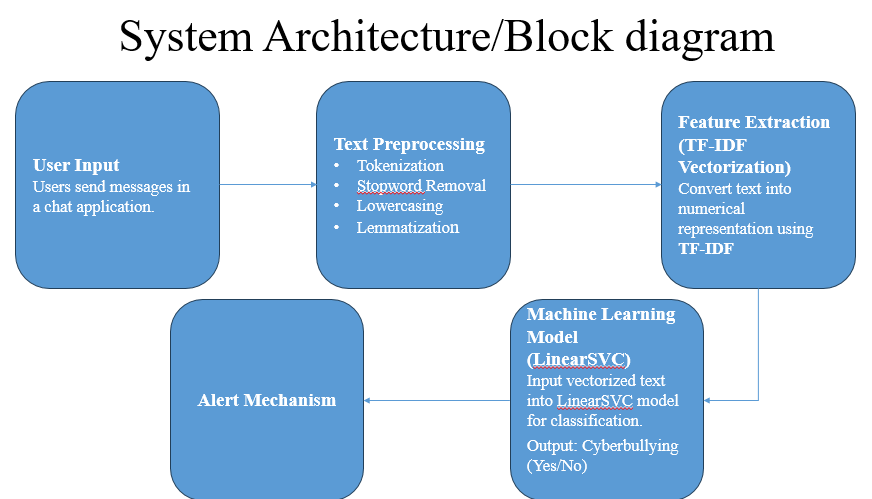 System Architecture/Block diagram
User Input
Users send messages in
a chat application.
Text Preprocessing
• Tokenization
• Stopword Removal
• Lowercasing
• Lemmatization
Feature Extraction
(TF-IDF
Vectorization)
Convert text into
numerical
representation using
TF-IDF
Machine Learning
Model
(LinearSVC)
Input vectorized text
into LinearSVC model
for classification.
Output: Cyberbullying
(Yes/No)
Alert Mechanism